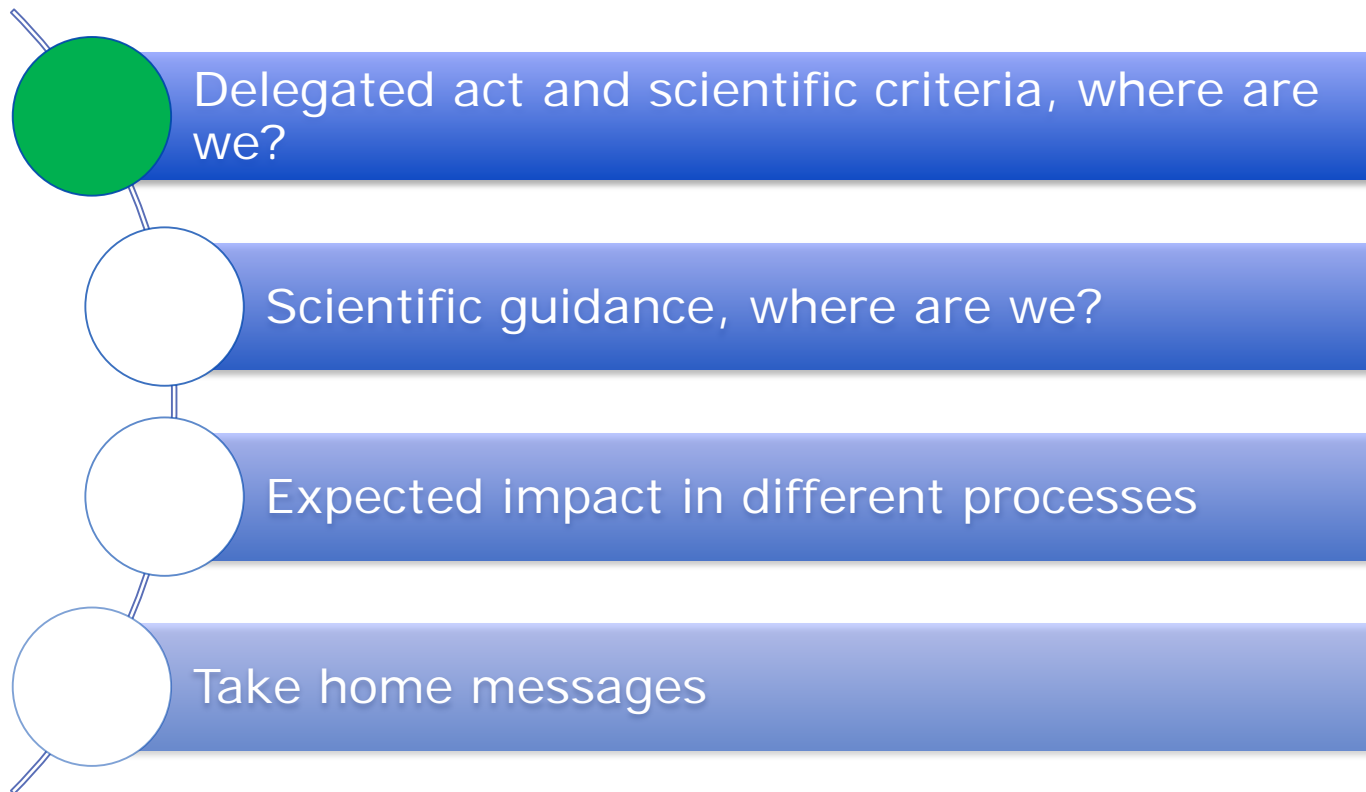 Delegated act and scientific criteria, where are
we?
Scientific guidance, where are we?
Expected impact in different processes
Take home messages